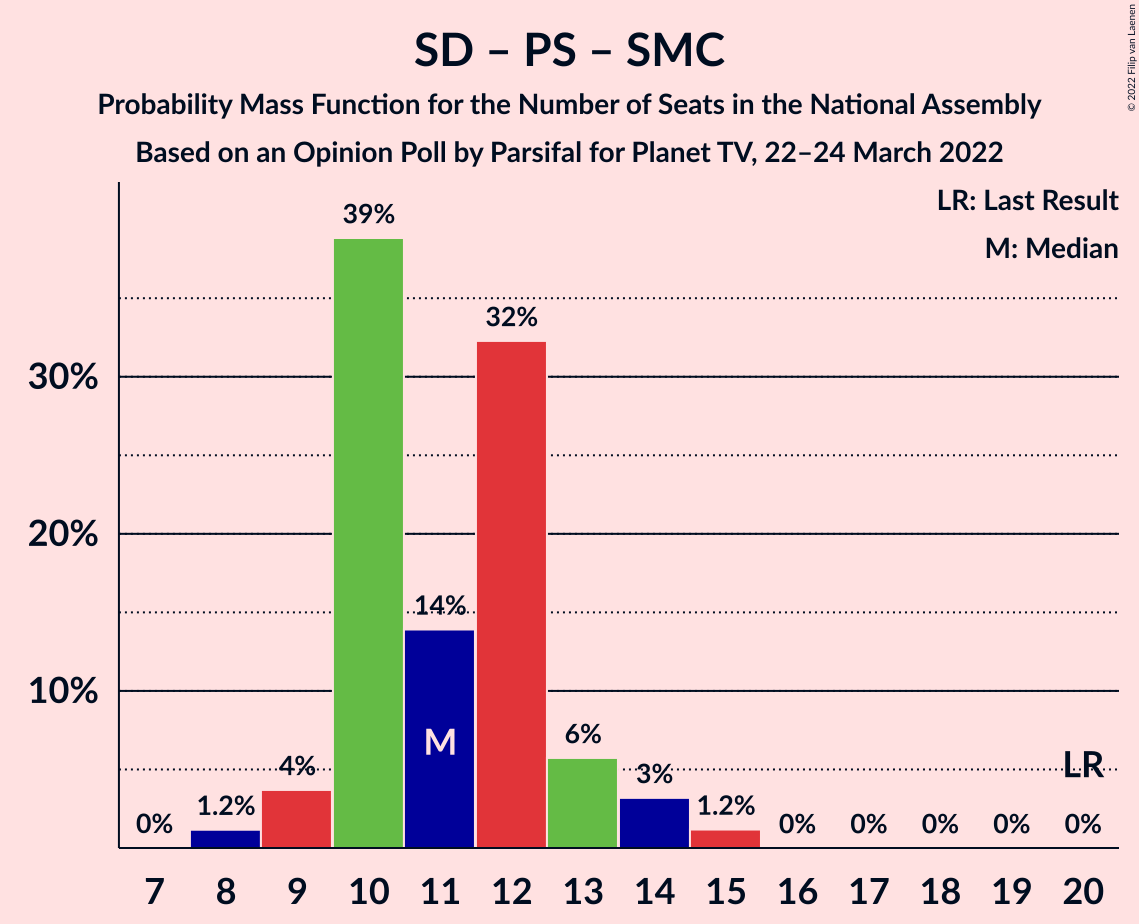 SD – PS – SMC
Probability Mass Function for the Number of Seats in the National Assembly
Based on an Opinion Poll by Parsifal for Planet TV, 22–24 March 2022
© 2022 Filip van Laenen
LR: Last Result
M: Median
39%
32%
30%
20%
14%
10%
M
6%
4%
3%
LR
1.2%
1.2%
0%
0%
0%
0%
0%
0%
7 8 9 10 11 12 13 14 15 16 17 18 19 20